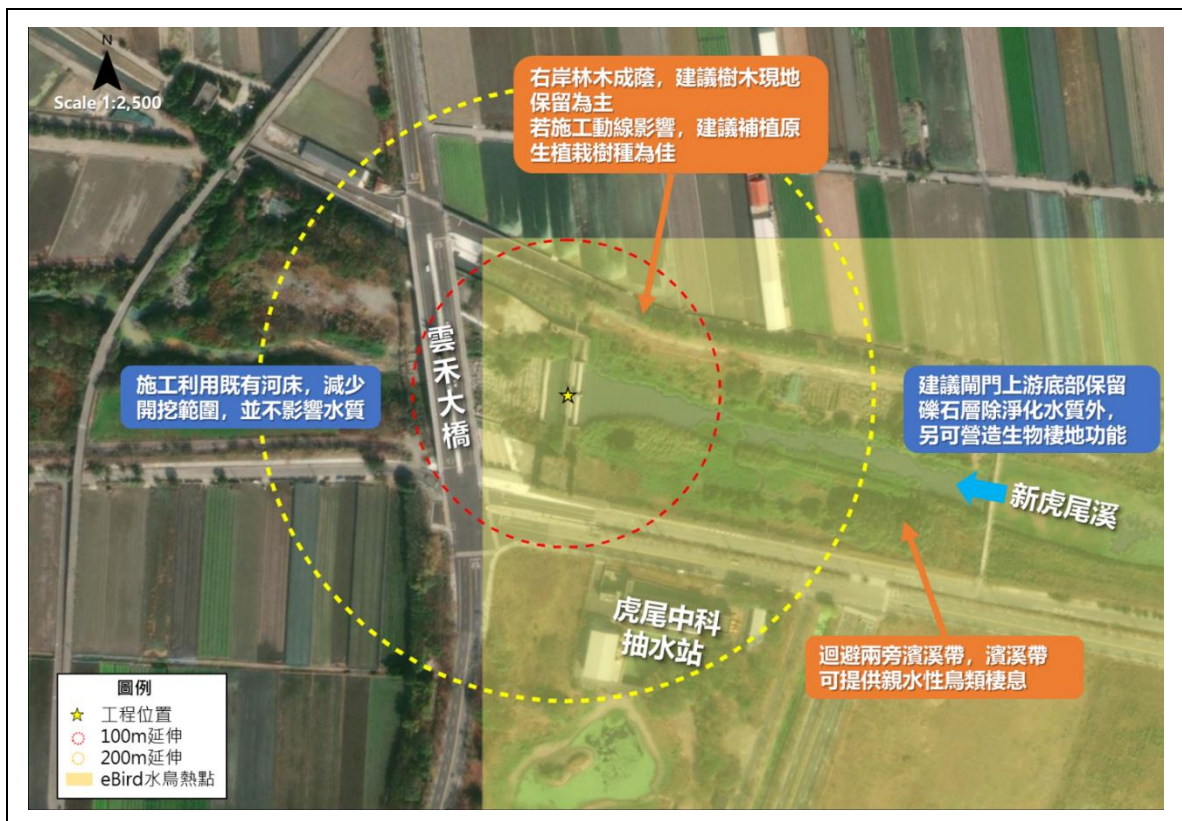 N
Scale 1:2,500
右岸林木成蔭，建議樹木現地
保留為主
若施工動線影響，建議補植原
生植栽樹種為佳
雲禾大橋
施工利用既有河床，減少
開挖範圍，並不影響水質
建議閘門上游底部保留
礫石層除淨化水質外，
另可營造生物棲地功能
新虎尾溪
虎尾中科
抽水站
迴避兩旁濱溪帶，濱溪帶
可提供親水性鳥類棲息
圖例
工程位置
100m延伸
200m延伸
eBird水鳥熱點